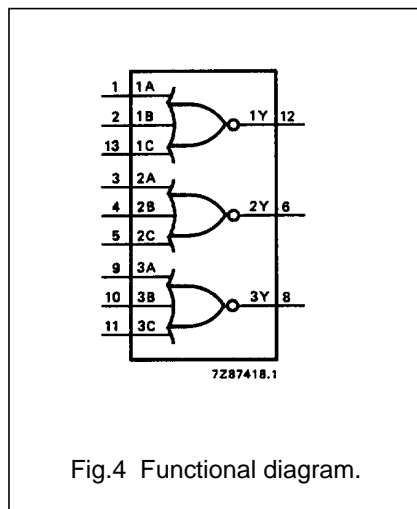 1 1A
2 1B 1Y 12
13 1C
3 2A
4 2B 2Y 6
5 2C
9 3A
10 3B 3Y 8
11 3C
7Z87418.1
Fig.4 Functional diagram.